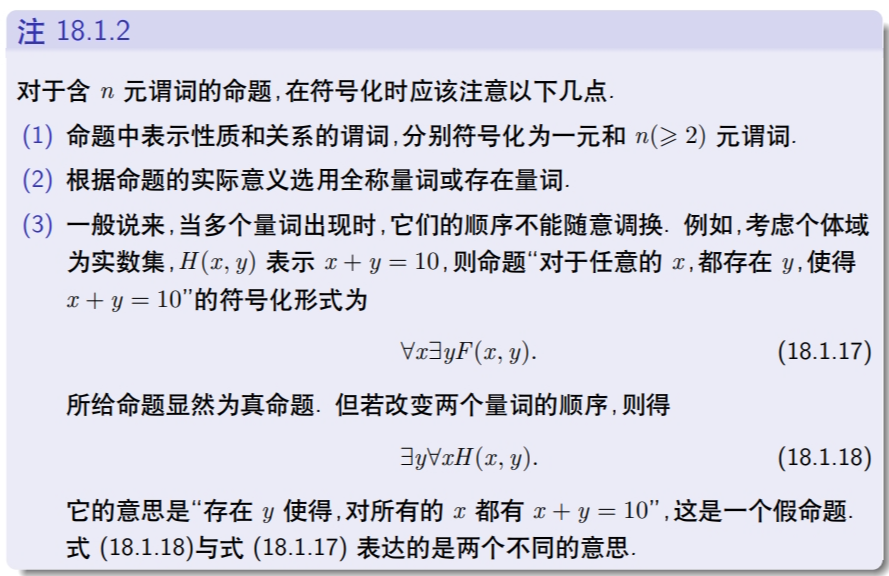 注 18.1.2
对于含 n 元谓词的命题,在符号化时应该注意以下几点.
(1) 命题中表示性质和关系的谓词,分别符号化为一元和 n(⩾ 2) 元谓词.
(2) 根据命题的实际意义选用全称量词或存在量词.
(3) 一般说来,当多个量词出现时,它们的顺序不能随意调换. 例如,考虑个体域
为实数集,H(x, y) 表示 x + y = 10,则命题“对于任意的 x,都存在 y,使得
x + y = 10”的符号化形式为
∀x∃yF(x, y). (18.1.17)
所给命题显然为真命题. 但若改变两个量词的顺序,则得
∃y∀xH(x, y). (18.1.18)
它的意思是“存在 y 使得,对所有的 x 都有 x + y = 10”,这是一个假命题.
式 (18.1.18)与式 (18.1.17) 表达的是两个不同的意思.